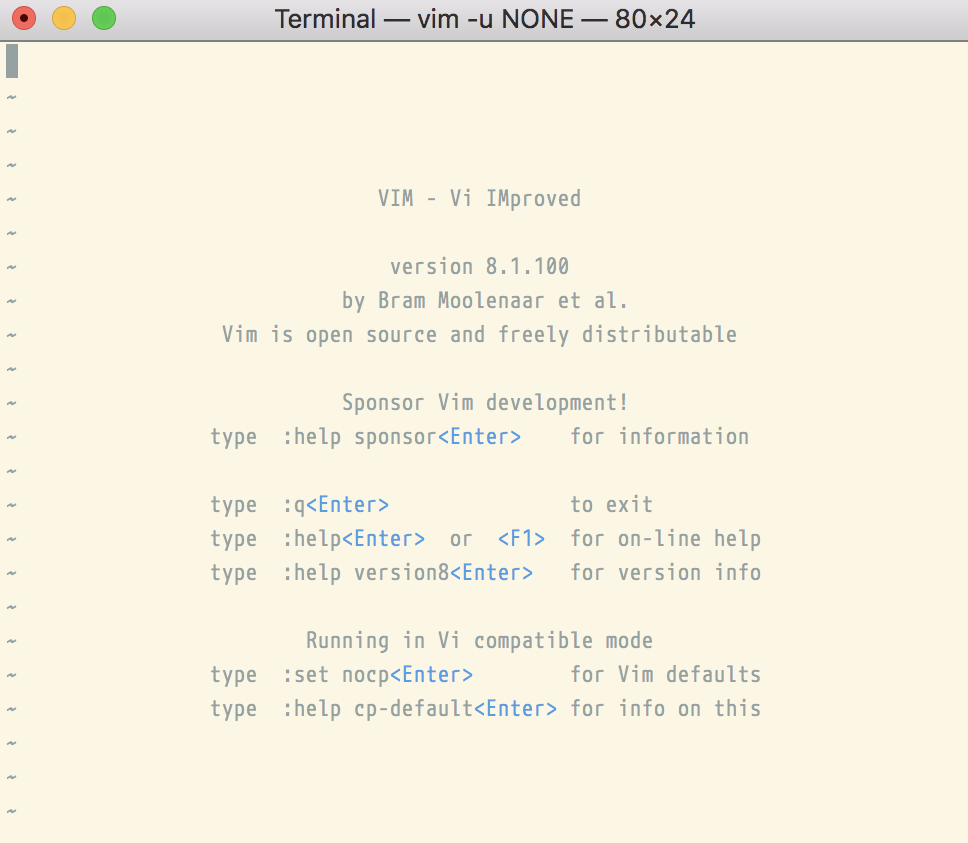 Terminal — vim -u NONE — 80×24
~
~
~
~ VIM - Vi IMproved
~
~ version 8.1.100
~ by Bram Moolenaar et al.
~ Vim is open source and freely distributable
~
~ Sponsor Vim development!
~ type  :help sponsor<Enter>    for information
~
~ type  :q<Enter>               to exit
~ type  :help<Enter>  or  <F1>  for on-line help
~ type  :help version8<Enter>   for version info
~
~ Running in Vi compatible mode
~ type  :set nocp<Enter>        for Vim defaults
~ type  :help cp-default<Enter> for info on this
~
~
~